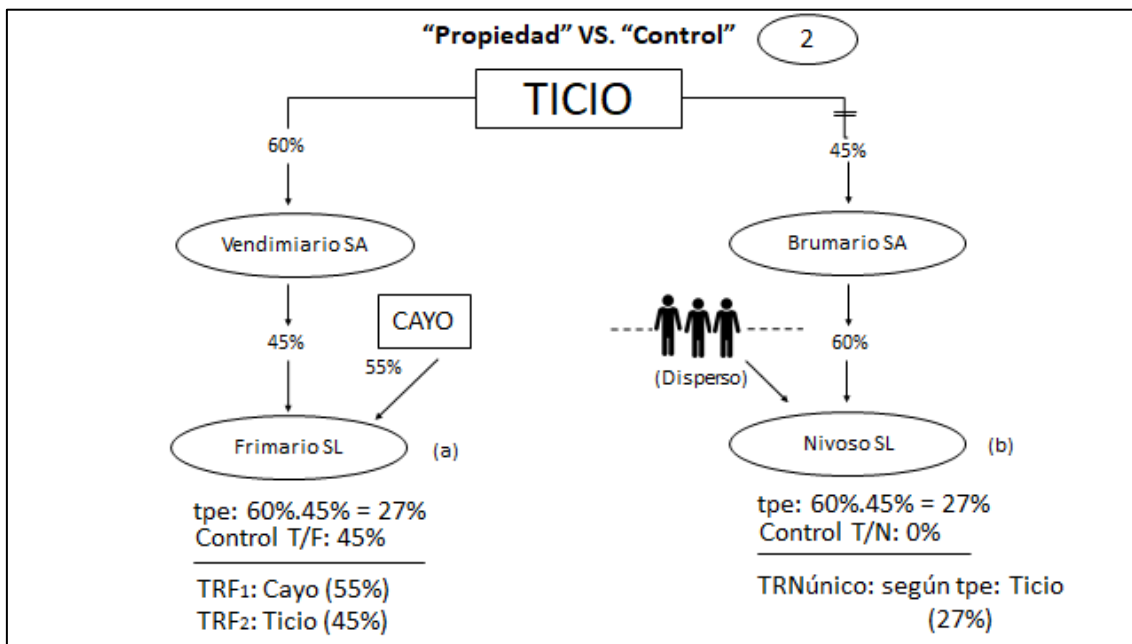 “Propiedad” VS. “Control”
2
TICIO
60%
45%
Vendimiario SA
Brumario SA
45%
CAYO
55%
60%
(Disperso)
Frimario SL
(a)
Nivoso SL
(b)
tpe: 60%.45% = 27%
Control T/F: 45%
TRF1: Cayo (55%)
TRF2: Ticio (45%)
tpe: 60%.45% = 27%
Control T/N: 0%
TRNúnico: según tpe: Ticio
(27%)